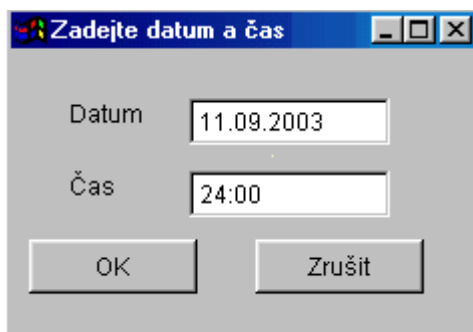 Zadejte datum a čas
Datum 11.09.2003
Čas 24:00
OK Zrušit